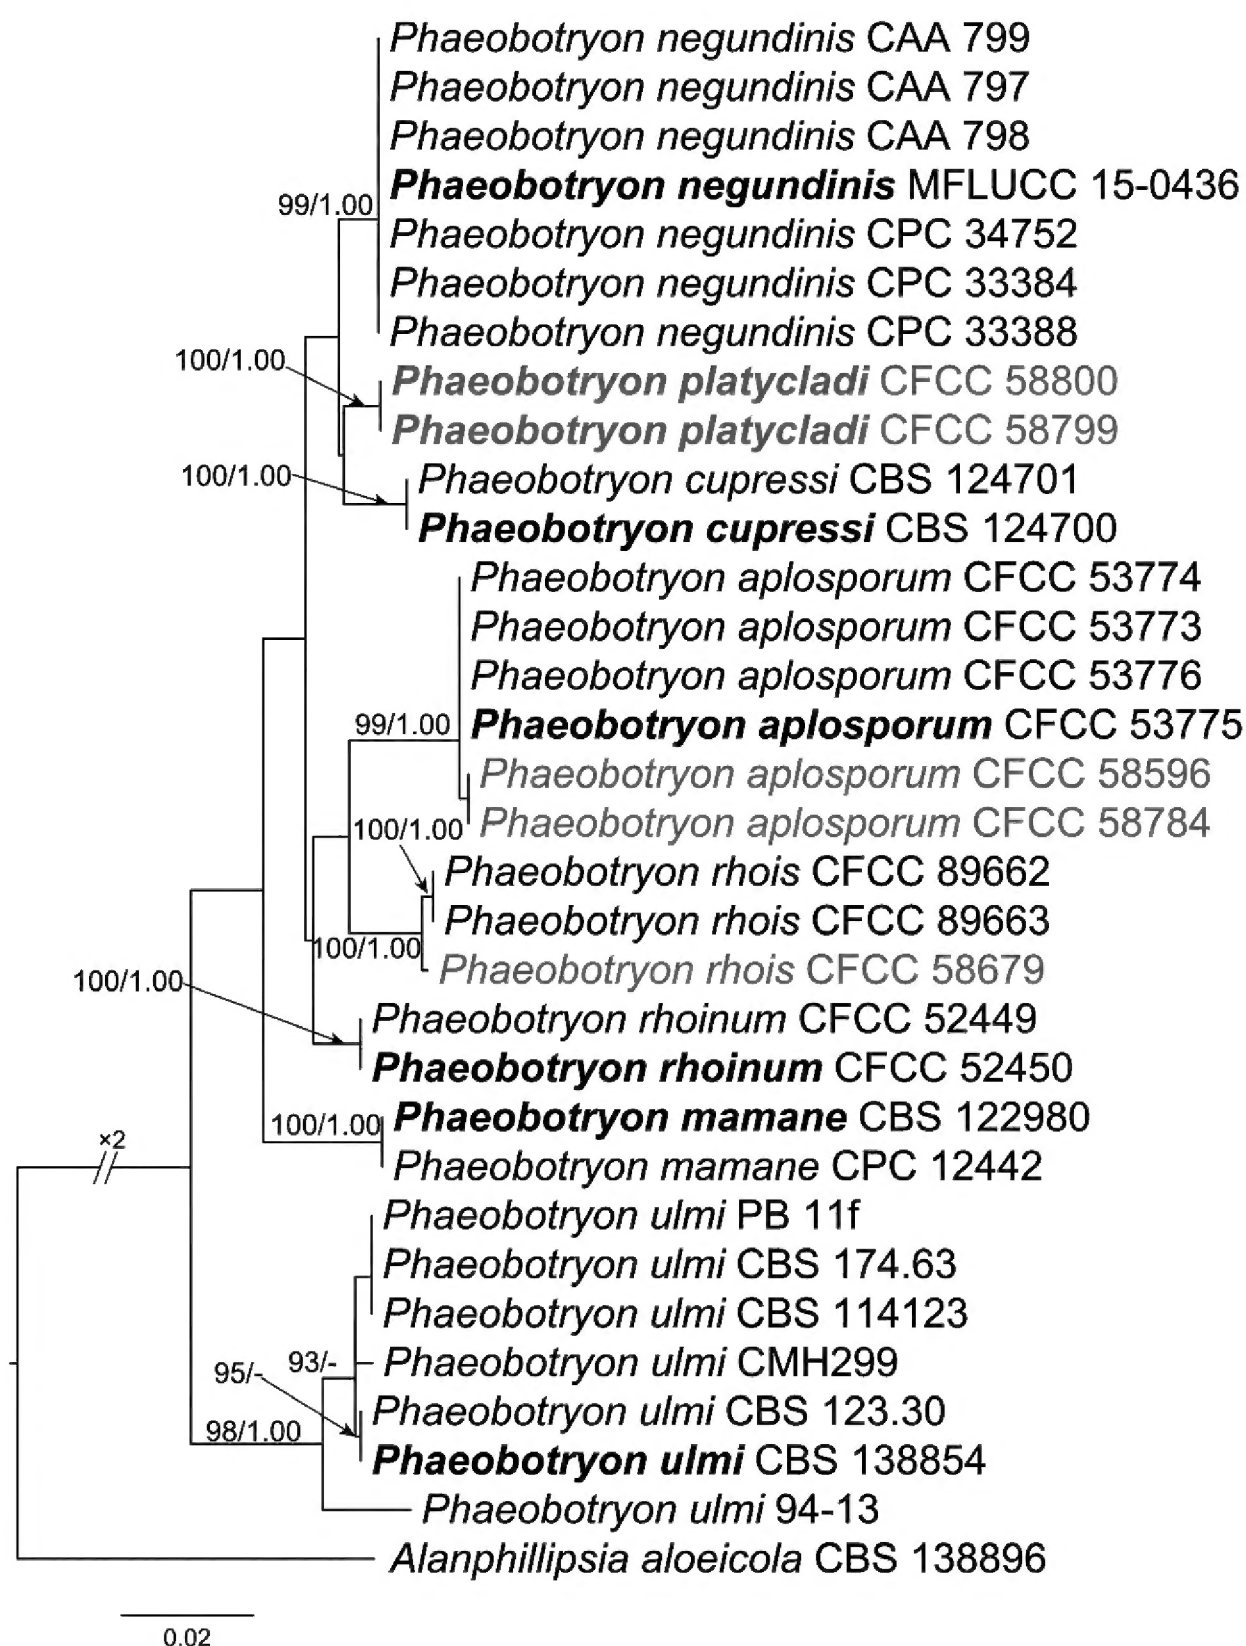 Phaeobotryon negundinis CAA 799
Phaeobotryon negundinis CAA 797
Phaeobotryon negundinis CAA 798
Phaeobotryon negundinis MFLUCC 15-0436
99/1.00
Phaeobotryon negundinis CPC 34752
Phaeobotryon negundinis CPC 33384
Phaeobotryon negundinis CPC 33388
100/1.00
Phaeobotryon platycladi CFCC 58800
Phaeobotryon platycladi CFCC 58799
100/1.00
Phaeobotryon cupressi CBS 124701
Phaeobotryon cupressi CBS 124700
Phaeobotryon aplosporum CFCC 53774
Phaeobotryon aplosporum CFCC 53773
Phaeobotryon aplosporum CFCC 53776
99/1.00
Phaeobotryon aplosporum CFCC 53775
Phaeobotryon aplosporum CFCC 58596
Phaeobotryon aplosporum CFCC 58784
100/1.00
Phaeobotryon rhois CFCC 89662
Phaeobotryon rhois CFCC 89663
100/1.00
Phaeobotryon rhois CFCC 58679
100/1.00
Phaeobotryon rhoinum CFCC 52449
Phaeobotryon rhoinum CFCC 52450
100/1.00
Phaeobotryon mamane CBS 122980
Phaeobotryon mamane CPC 12442
×2
Phaeobotryon ulmi PB 11f
Phaeobotryon ulmi CBS 174.63
Phaeobotryon ulmi CBS 114123
93/-
Phaeobotryon ulmi CMH299
95/-
Phaeobotryon ulmi CBS 123.30
98/1.00
Phaeobotryon ulmi CBS 138854
Phaeobotryon ulmi 94-13
Alanphillipsia aloeicola CBS 138896
0.02